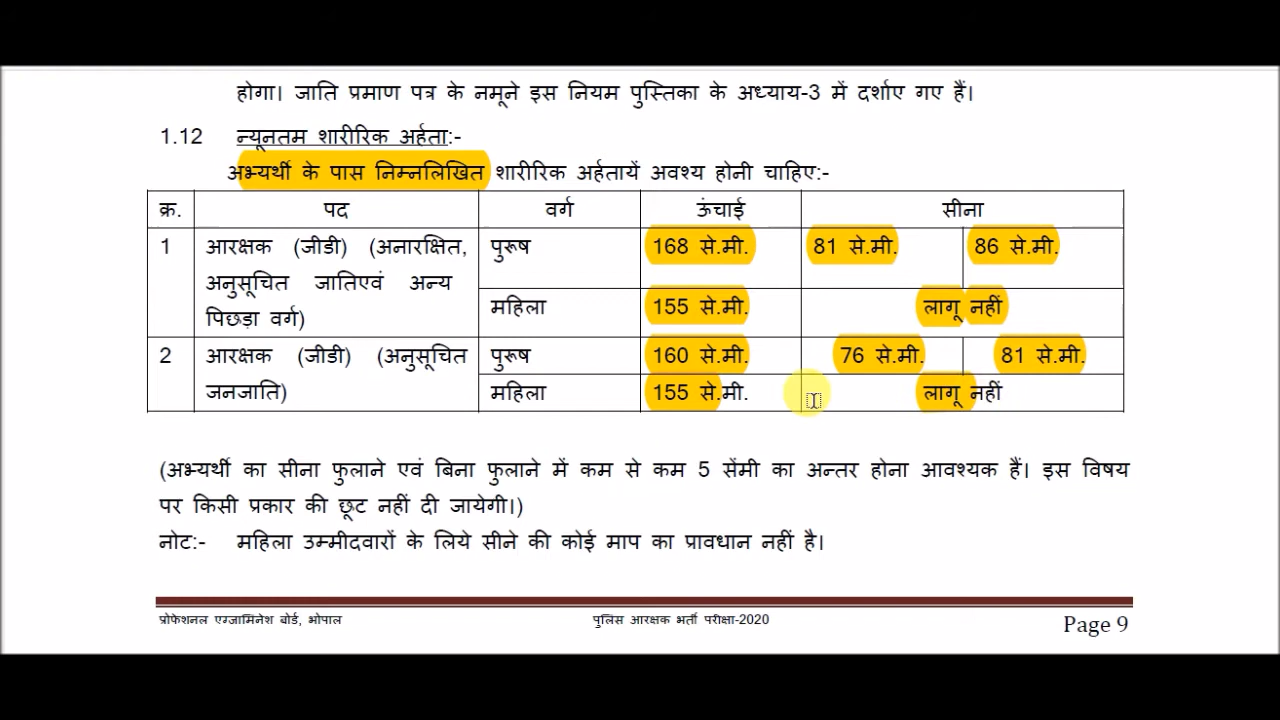 होगा। जाति प्रमाण पत्र के नमूने इस नियम पुस्तिका के अध्याय-3 में दर्शाए गए हैं।
1.12 न्यूनतम शारीरिक अर्हता:-
अभ्यर्थी के पास निम्नलिखित शारीरिक अर्हतायें अवश्य होनी चाहिए:-
क्र. पद वर्ग ऊंचाई सीना
1 आरक्षक (जीडी) (अनारक्षित, पुरूष 168 से.मी. 81 से.मी. 86 से.मी.
अनुसूचित जातिएवं अन्य
महिला 155 से.मी. लागू नहीं
पिछड़ा वर्ग)
2 आरक्षक (जीडी) (अनुसूचित पुरूष 160 से.मी. 76 से.मी. 81 से.मी.
जनजाति) महिला 155 से.मी. लागू नहीं
(अभ्यर्थी का सीना फुलाने एवं बिना फुलाने में कम से कम 5 सेंमी का अन्तर होना आवश्यक हैं। इस विषय
पर किसी प्रकार की छूट नहीं दी जायेगी।)
नोट:- महिला उम्मीदवारों के लिये सीने की कोई माप का प्रावधान नहीं है।
प्रोफेशनल एग्जामिनेश बोर्ड, भोपाल पुलिस आरक्षक भर्ती परीक्षा-2020 Page 9